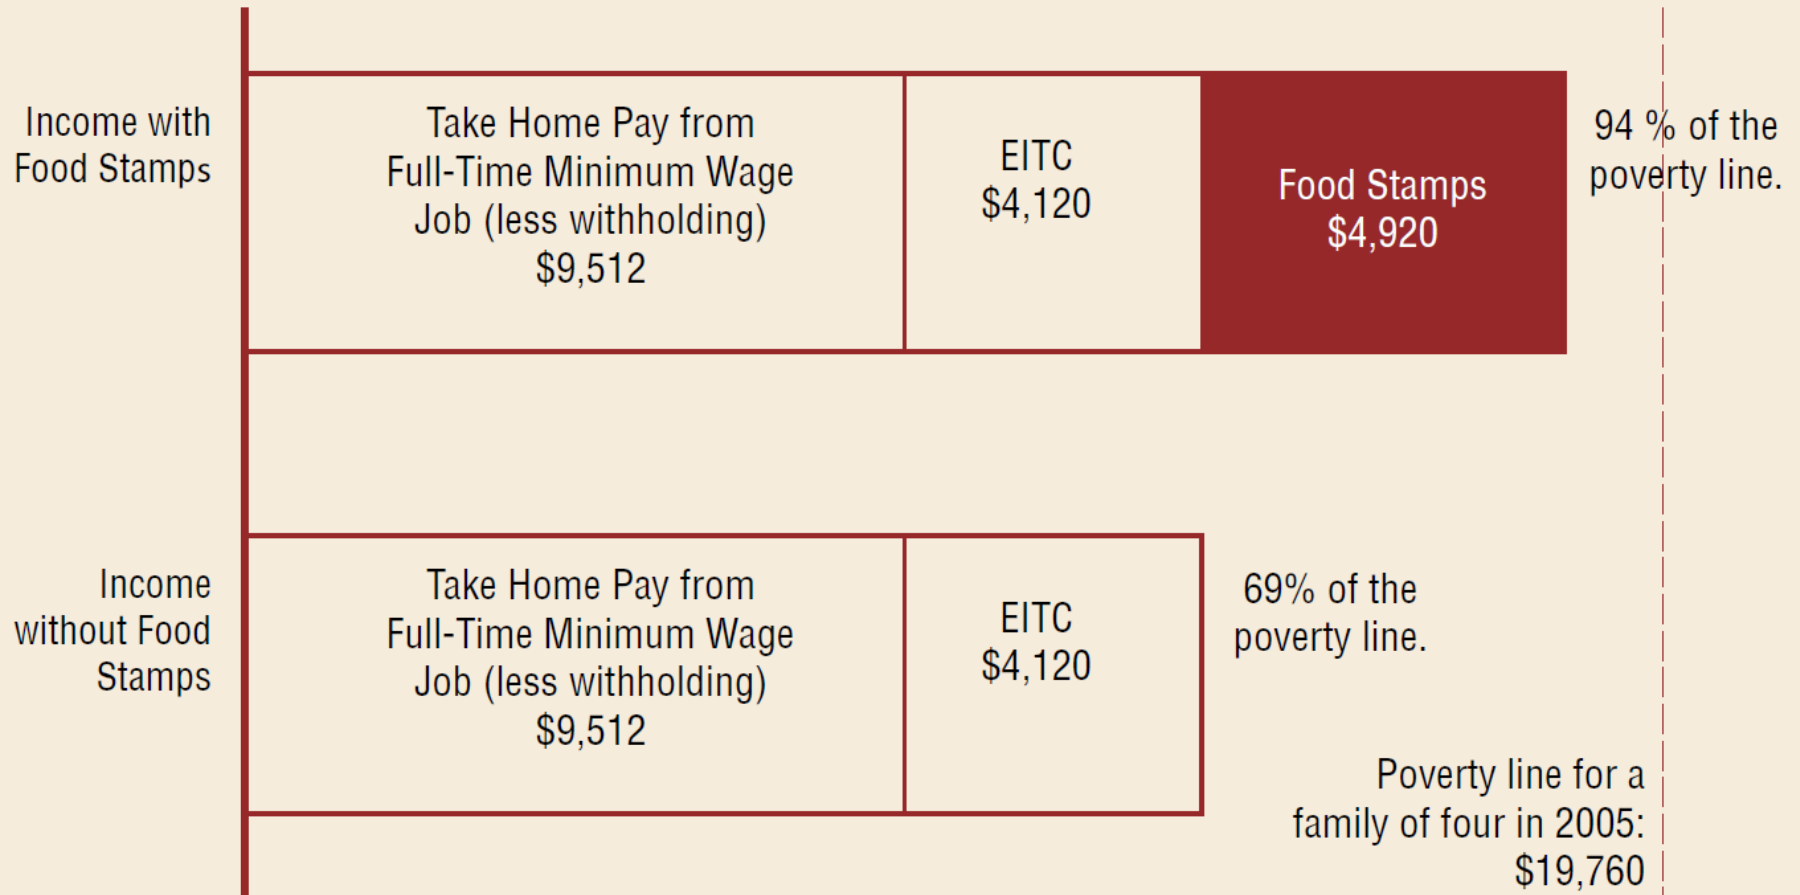 Income with
Food Stamps
Take Home Pay from
Full-Time Minimum Wage
Job (less withholding)
$9,512
EITC
$4,120
Food Stamps
$4,920
94 % of the
poverty line.
Income
without Food
Stamps
Take Home Pay from
Full-Time Minimum Wage
Job (less withholding)
$9,512
EITC
$4,120
69% of the
poverty line.
Poverty line for a
family of four in 2005:
$19,760